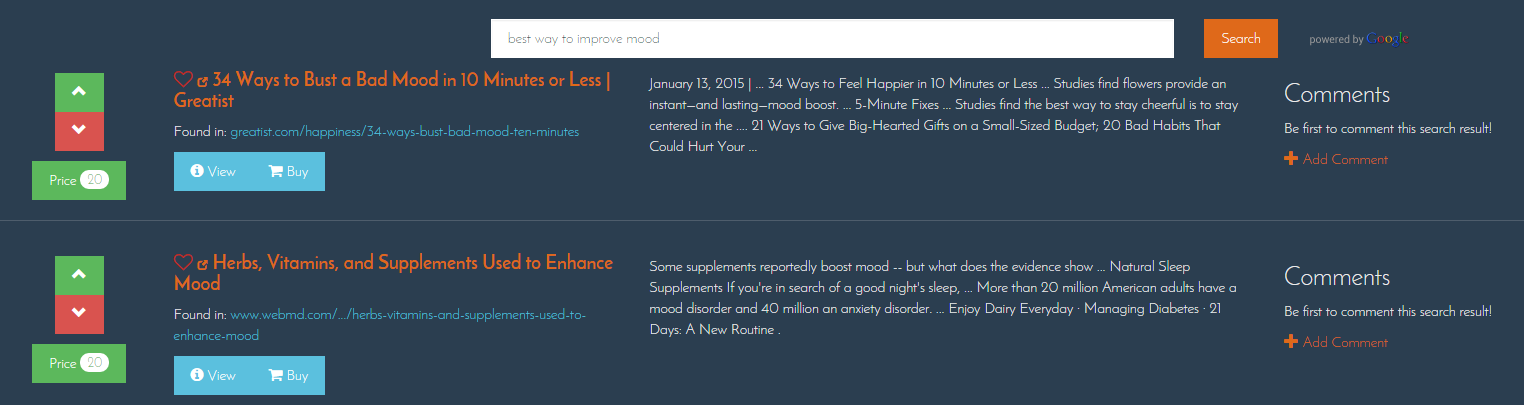 best way to improve mood
Search
powered by Google
34 Ways to Bust a Bad Mood in 10 Minutes or Less |
Greatist
Found in: greatist.com/happiness/34-ways-bust-bad-mood-ten-minutes
View
Buy
Price 20
January 13, 2015 | ... 34 Ways to Feel Happier in 10 Minutes or Less ... Studies find flowers provide an
instant—and lasting—mood boost. ... 5-Minute Fixes ... Studies find the best way to stay cheerful is to stay
centered in the .... 21 Ways to Give Big-Hearted Gifts on a Small-Sized Budget; 20 Bad Habits That
Could Hurt Your ...
Comments
Be first to comment this search result!
Add Comment
Herbs, Vitamins, and Supplements Used to Enhance
Mood
Found in: www.webmd.com/.../herbs-vitamins-and-supplements-used-to-
enhance-mood
View
Buy
Price 20
Some supplements reportedly boost mood -- but what does the evidence show ... Natural Sleep
Supplements If you're in search of a good night's sleep, ... More than 20 million American adults have a
mood disorder and 40 million an anxiety disorder. ... Enjoy Dairy Everyday · Managing Diabetes · 21
Days: A New Routine .
Comments
Be first to comment this search result!
Add Comment